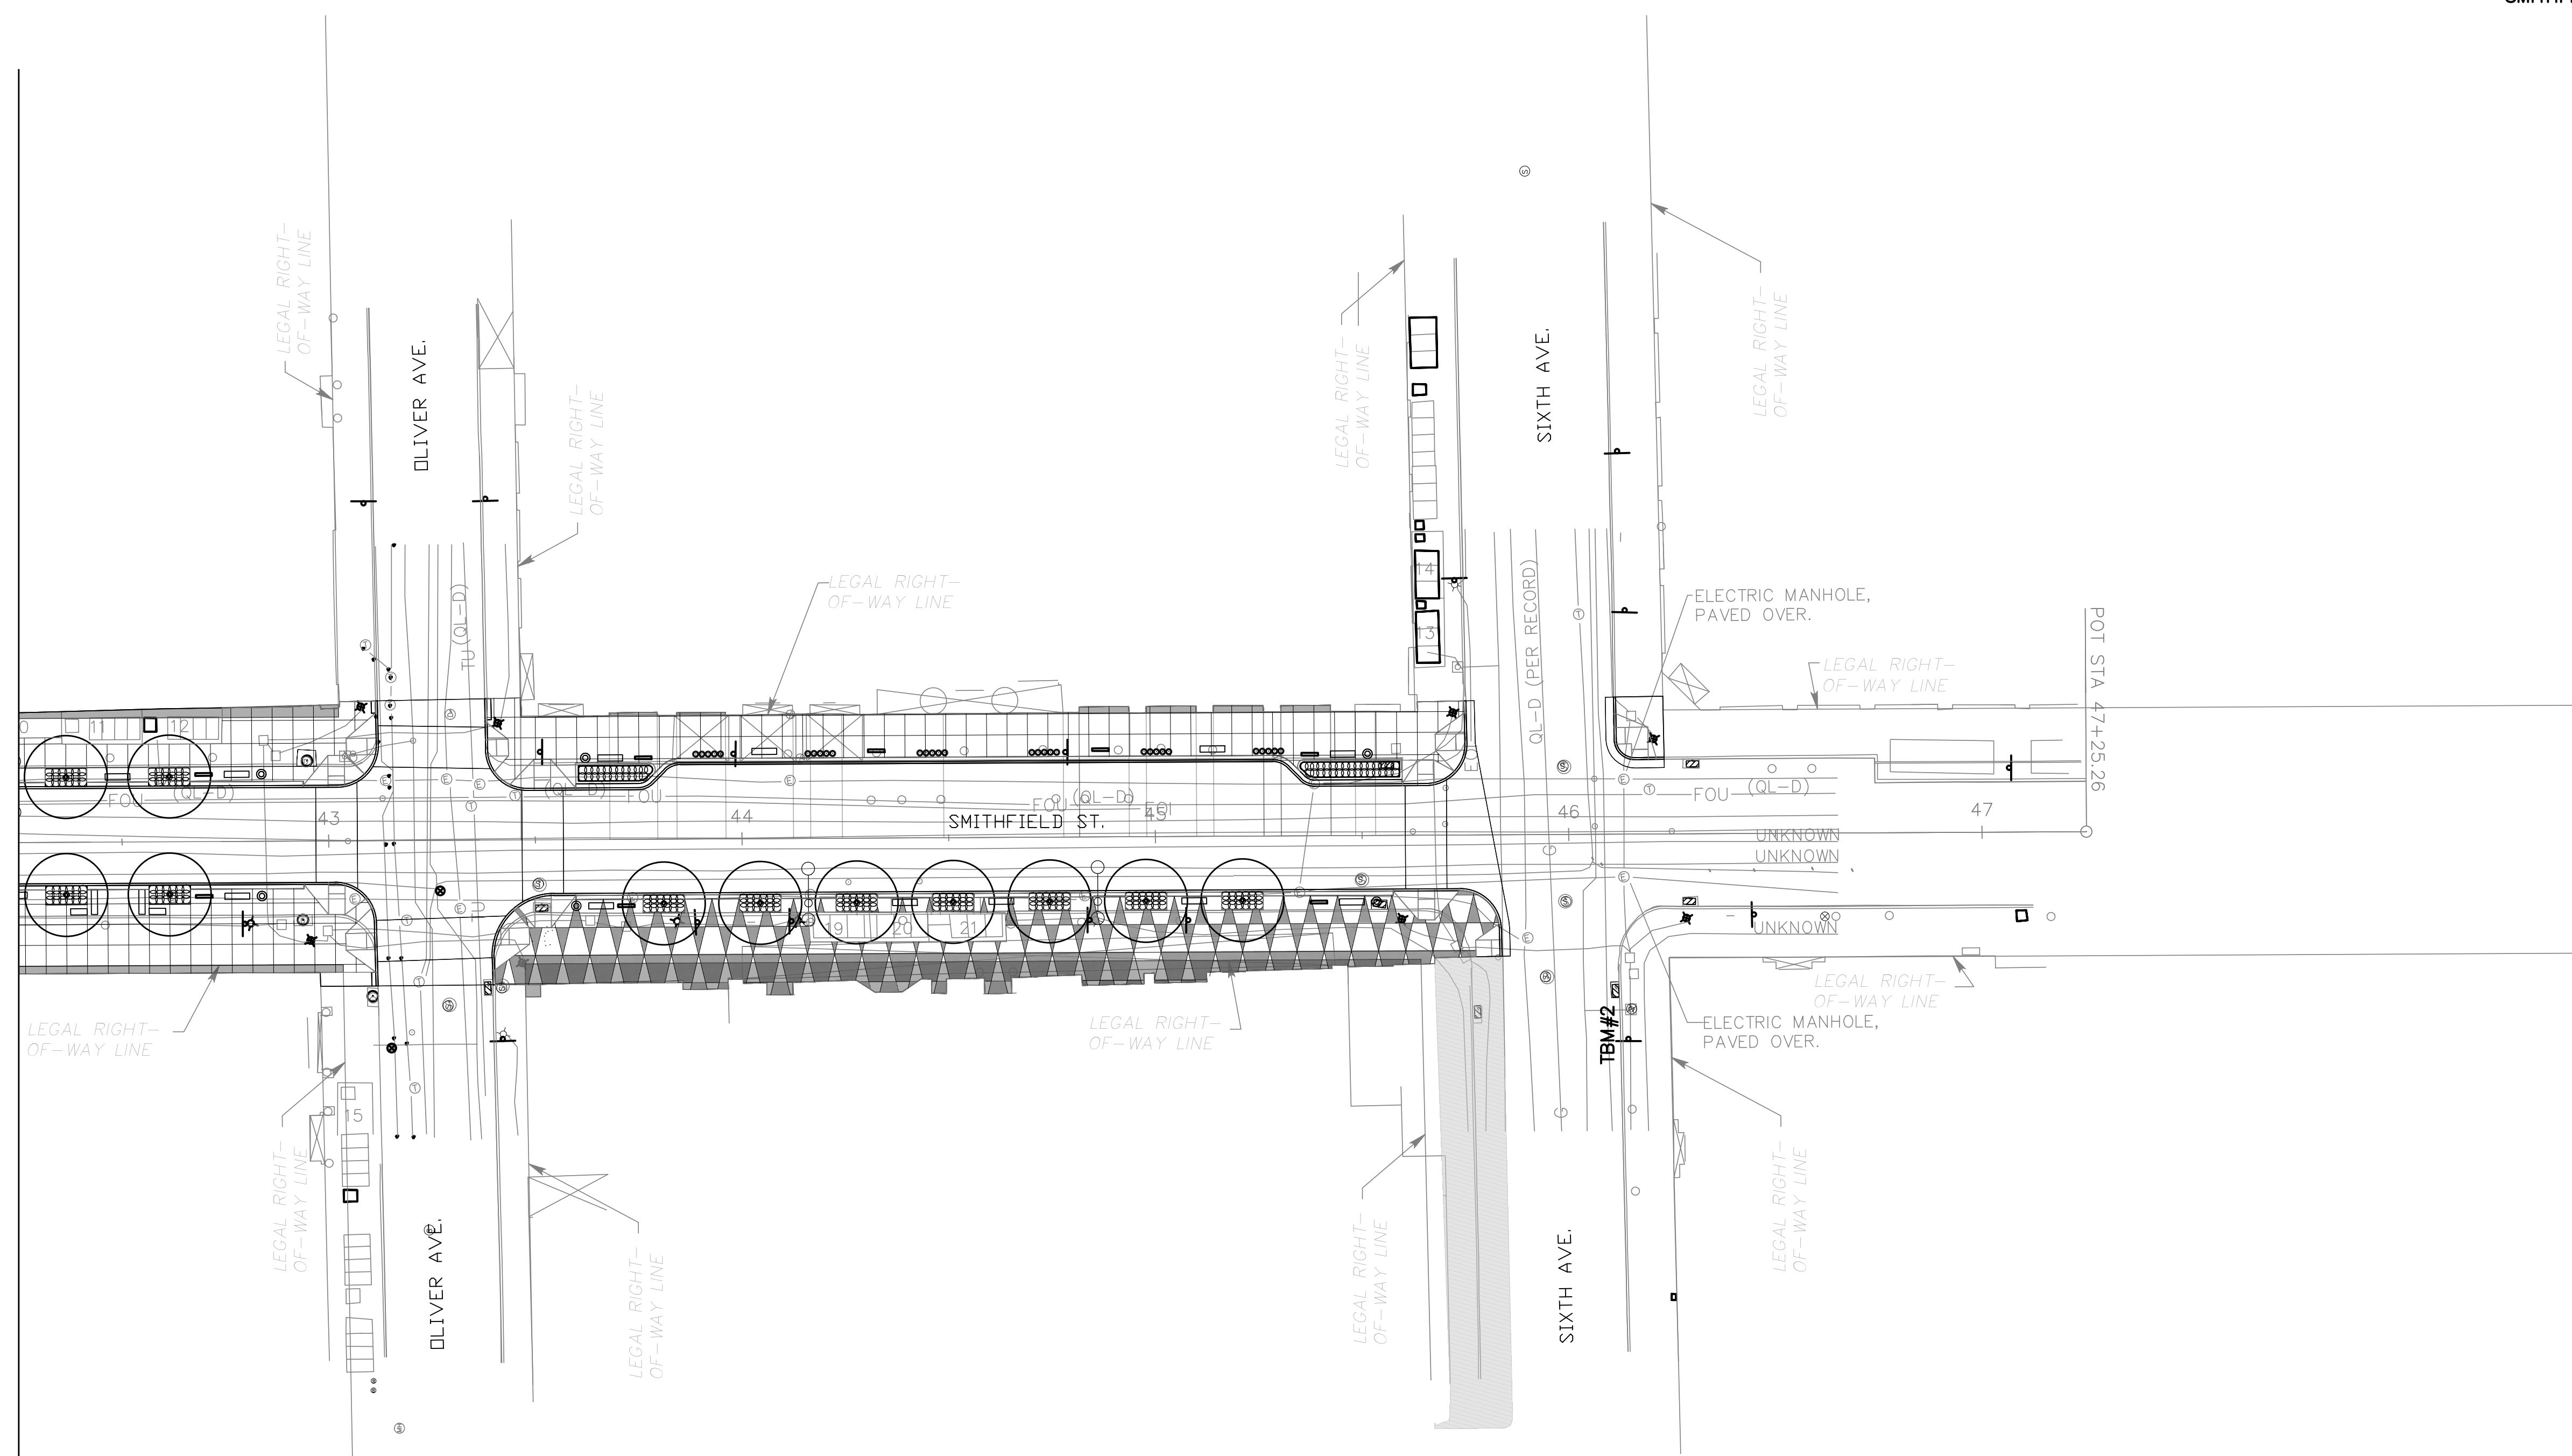 LEGAL RIGHT-
OF-WAY LINE
OLIVER AVE.
LEGAL RIGHT-
OF-WAY LINE
LEGAL RIGHT-
OF-WAY LINE
SIXTH AVE.
LEGAL RIGHT-
OF-WAY LINE
TU (QL-D)
LEGAL RIGHT-
OF-WAY LINE
14
13
QL-D (PER RECORD)
ELECTRIC MANHOLE,
PAVED OVER.
LEGAL RIGHT-
OF-WAY LINE
POT STA 47+25.26
11
12
FOU
(QL-D)
(QL-D)
FOU
FOU
(QL-D)
FOU
(QL-D)
43
44
SMITHFIELD ST.
45
46
47
UNKNOWN
UNKNOWN
UNKNOWN
19
20
21
LEGAL RIGHT-
OF-WAY LINE
LEGAL RIGHT-
OF-WAY LINE
LEGAL RIGHT-
OF-WAY LINE
TBM#2
ELECTRIC MANHOLE,
PAVED OVER.
15
LEGAL RIGHT-
OF-WAY LINE
OLIVER AVE.
LEGAL RIGHT-
OF-WAY LINE
LEGAL RIGHT-
OF-WAY LINE
SIXTH AVE.
LEGAL RIGHT-
OF-WAY LINE